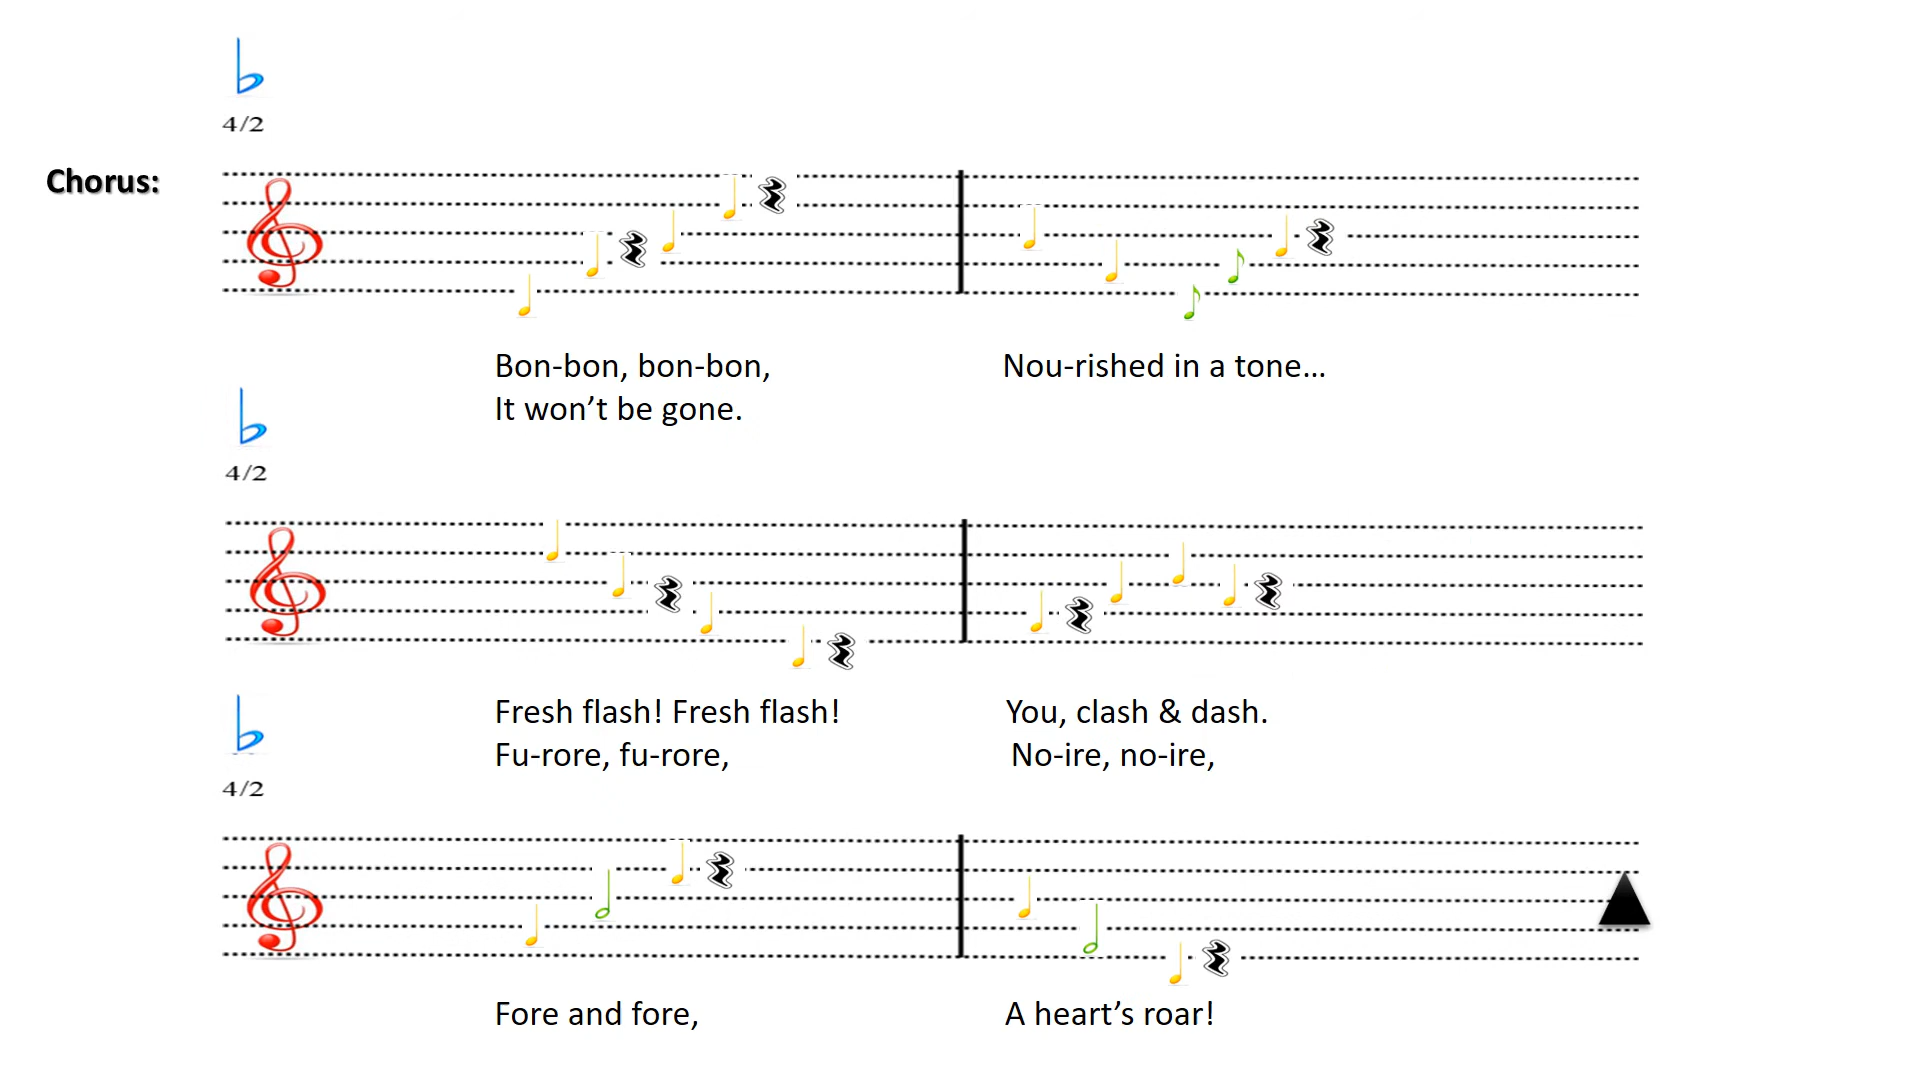 4/2
Chorus:
Bon-bon, bon-bon, Nou-rished in a tone…
It won’t be gone.
4/2
Fresh flash! Fresh flash! You, clash & dash.
Fu-rore, fu-rore, No-ire, no-ire,
4/2
Fore and fore, A heart’s roar!